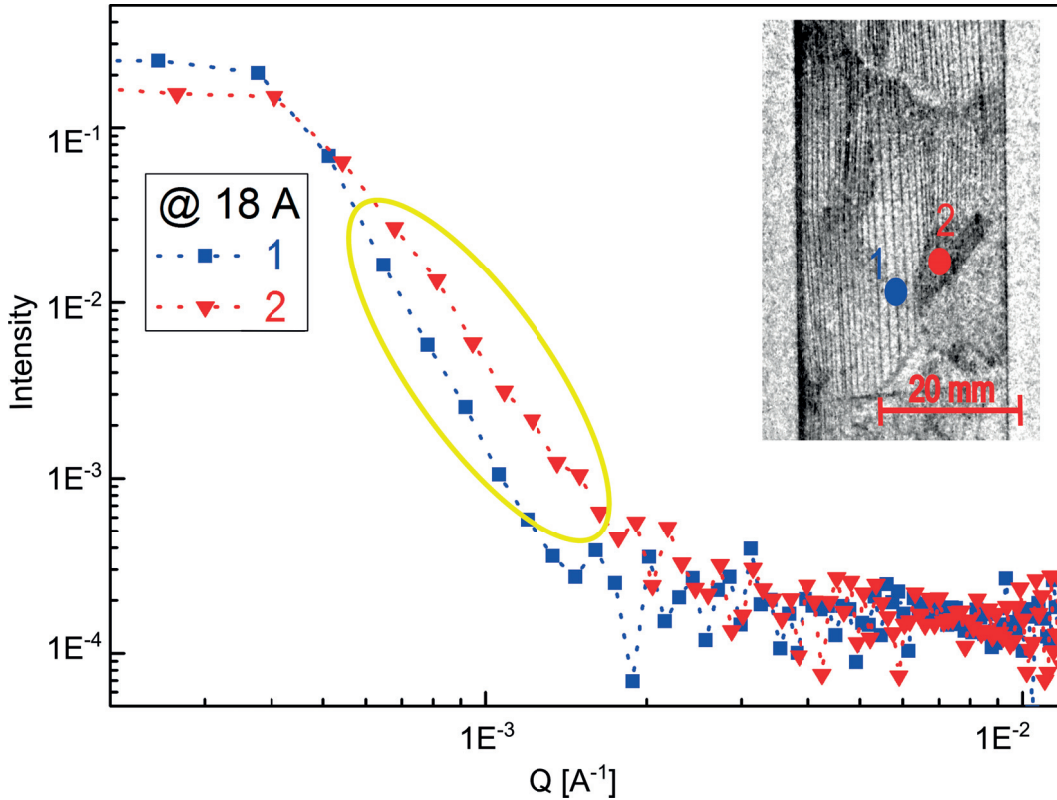 1E⁻¹
1E⁻²
1E⁻³
1E⁻⁴
Intensity
@ 18 A
1
2
1
2
20 mm
1E⁻³
1E⁻²
Q [A⁻¹]